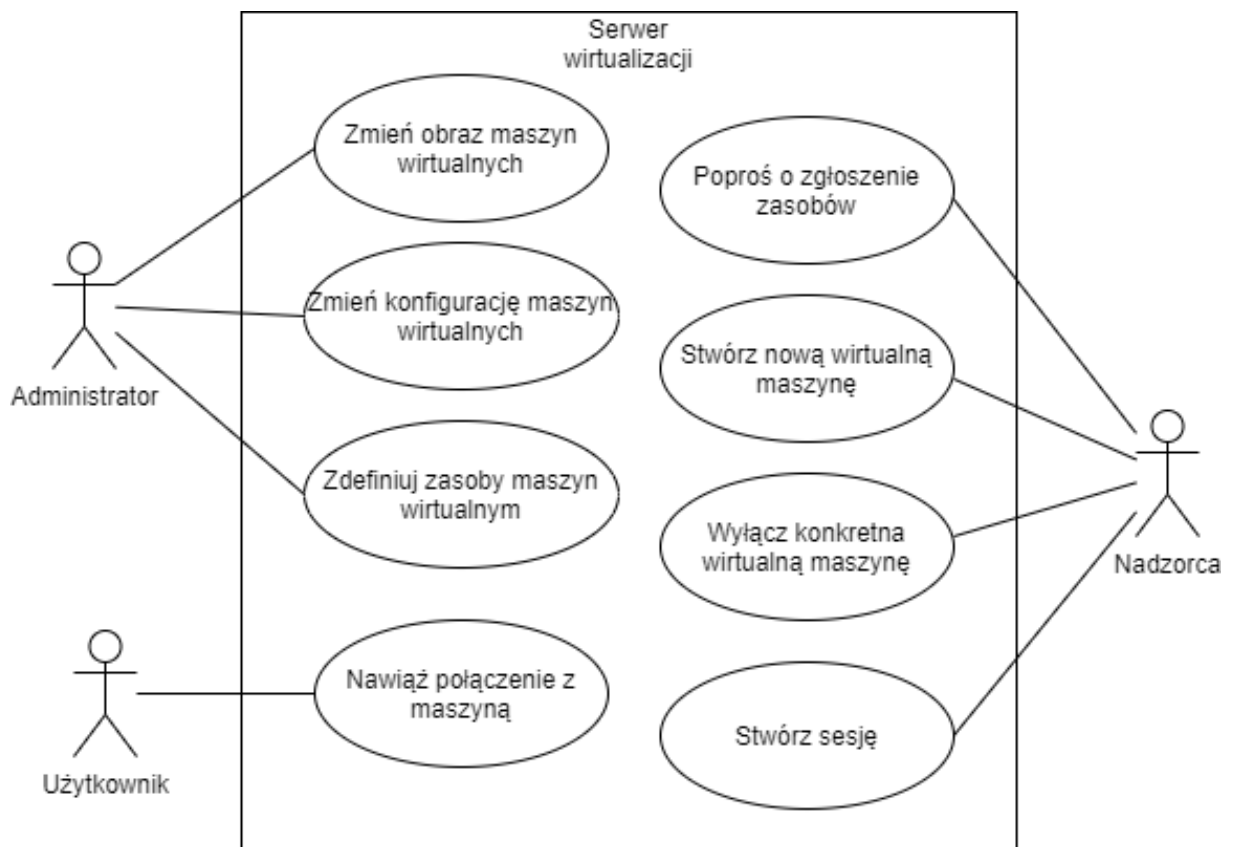 Serwer
wirtualizacji
Zmień obraz maszyn
wirtualnych
Poproś o zgłoszenie
zasobów
Zmień konfigurację maszyn
wirtualnych
Administrator
Stwórz nową wirtualną
maszynę
Zdefiniuj zasoby maszyn
wirtualnym
Wyłącz konkretna
wirtualną maszynę
Nadzorca
Nawiąż połączenie z
maszyną
Użytkownik
Stwórz sesję